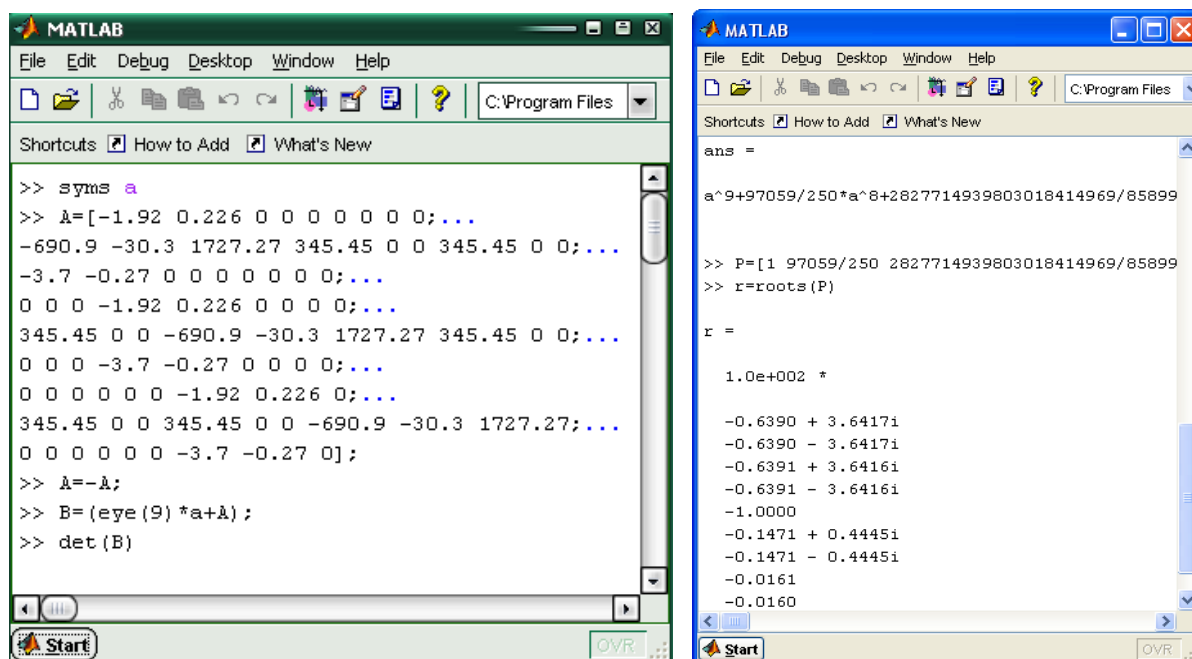 MATLAB
File Edit Debug Desktop Window Help
C:\Program Files
Shortcuts How to Add What's New
>> syms a
>> A=[-1.92 0.226 0 0 0 0 0 0 0;...
-690.9 -30.3 1727.27 345.45 0 0 345.45 0 0;...
-3.7 -0.27 0 0 0 0 0 0 0;...
0 0 0 -1.92 0.226 0 0 0 0;...
345.45 0 0 -690.9 -30.3 1727.27 345.45 0 0;...
0 0 0 -3.7 -0.27 0 0 0 0;...
0 0 0 0 0 0 -1.92 0.226 0;...
345.45 0 0 345.45 0 0 -690.9 -30.3 1727.27;...
0 0 0 0 0 0 -3.7 -0.27 0];
>> A=-A;
>> B=(eye(9)*a+A);
>> det(B)
Start
OVR
MATLAB
File Edit Debug Desktop Window Help
C:\Program Files
Shortcuts How to Add What's New
ans =
a^9+97059/250*a^8+2827714939803018414969/85899
>> P=[1 97059/250 2827714939803018414969/85899
>> r=roots(P)
r =
1.0e+002 *
-0.6390 + 3.6417i
-0.6390 - 3.6417i
-0.6391 + 3.6416i
-0.6391 - 3.6416i
-1.0000
-0.1471 + 0.4445i
-0.1471 - 0.4445i
-0.0161
-0.0160
Start
OVR